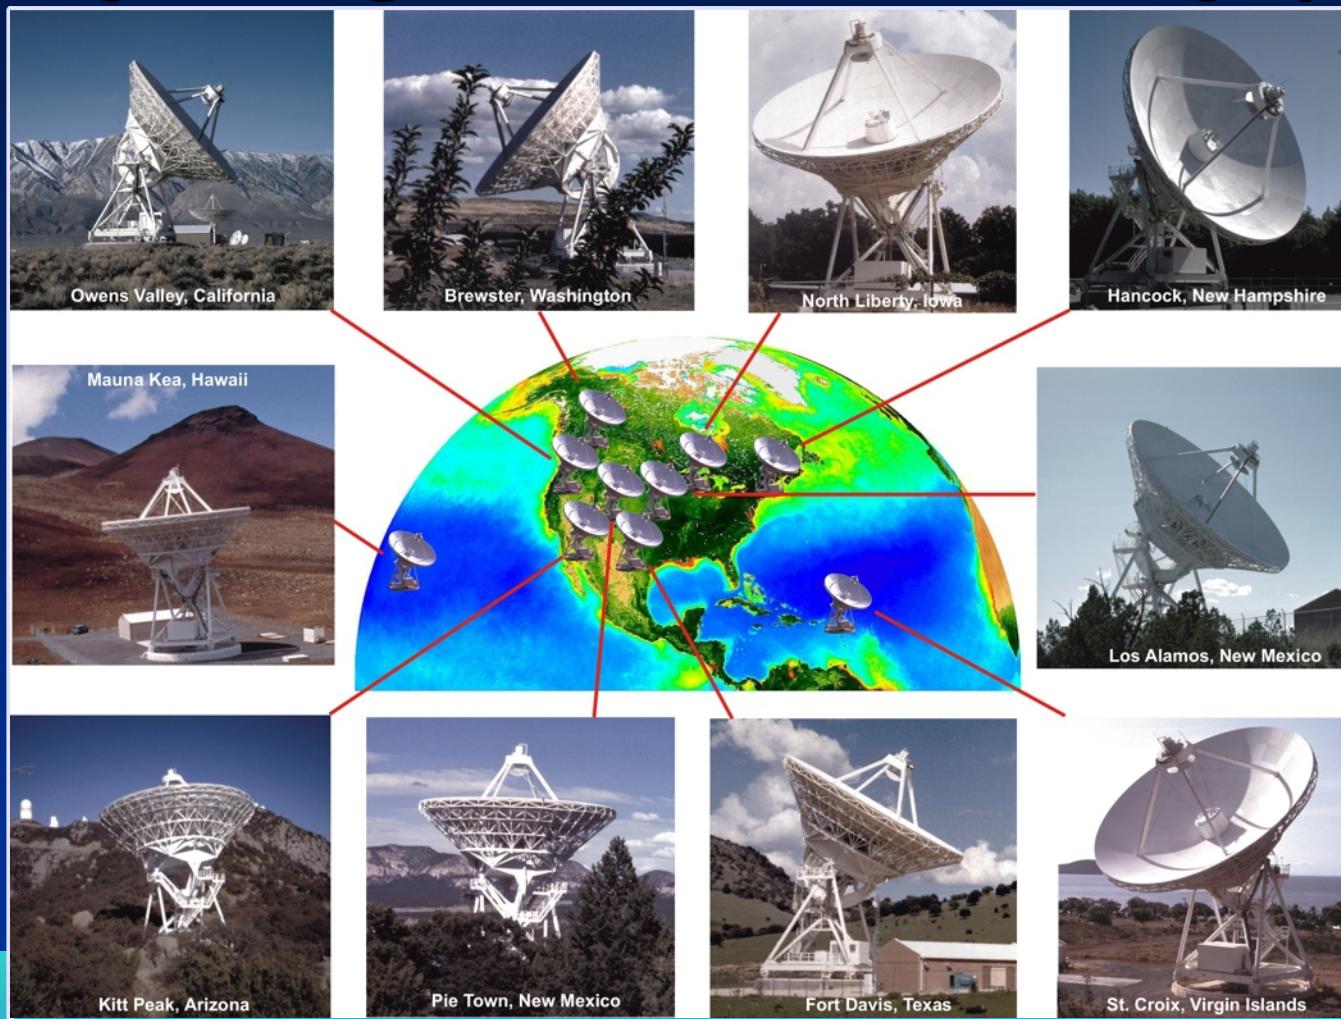 Owens Valley, California
Brewster, Washington
North Liberty, Iowa
Hancock, New Hampshire
Mauna Kea, Hawaii
Los Alamos, New Mexico
Kitt Peak, Arizona
Pie Town, New Mexico
Fort Davis, Texas
St. Croix, Virgin Islands